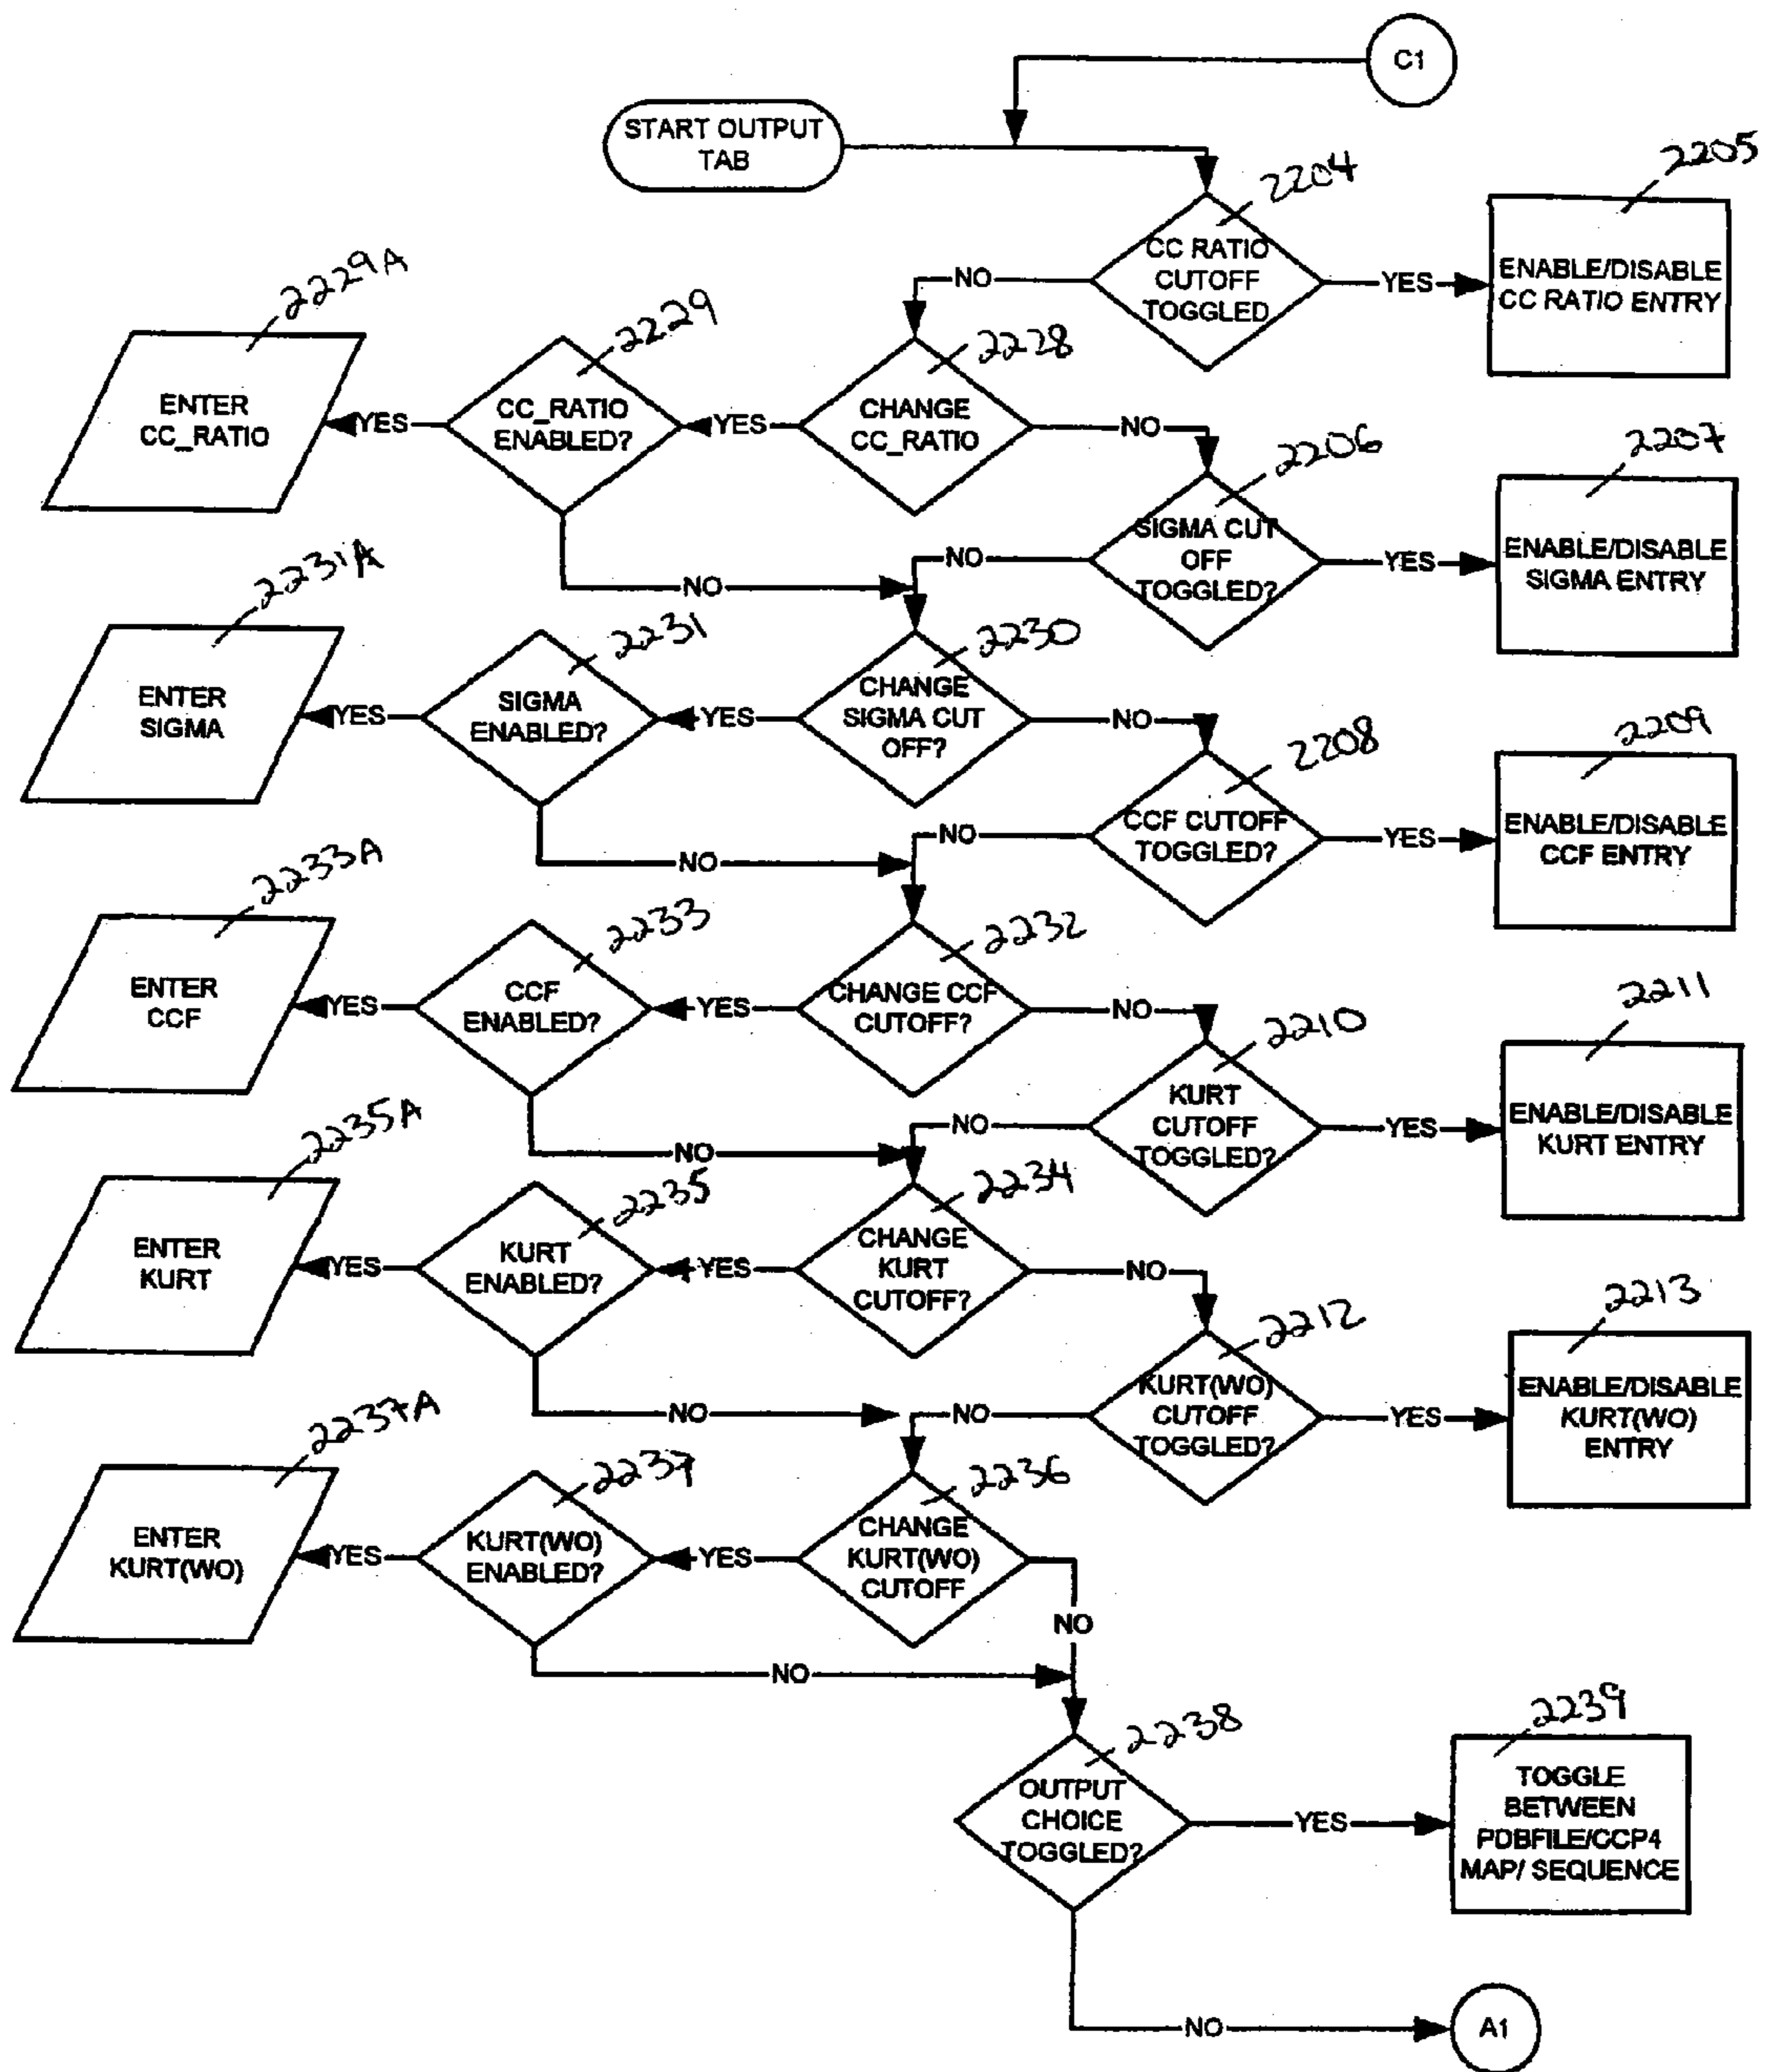 C1
START OUTPUT
TAB
2204
2205
CC RATIO
CUTOFF
TOGGLED
NO
YES
ENABLE/DISABLE
CC RATIO ENTRY
2229A
2229
2228
ENTER
CC_RATIO
YES
CC_RATIO
ENABLED?
YES
CHANGE
CC_RATIO
NO
2206
2207
SIGMA CUT
OFF
TOGGLED?
NO
NO
YES
ENABLE/DISABLE
SIGMA ENTRY
2231A
2231
2230
ENTER
SIGMA
YES
SIGMA
ENABLED?
YES
CHANGE
SIGMA CUT
OFF?
NO
2208
2209
CCF CUTOFF
TOGGLED?
NO
NO
YES
ENABLE/DISABLE
CCF ENTRY
2233A
2233
2232
ENTER
CCF
YES
CCF
ENABLED?
YES
CHANGE CCF
CUTOFF?
NO
2210
2211
KURT
CUTOFF
TOGGLED?
NO
NO
YES
ENABLE/DISABLE
KURT ENTRY
2235A
2235
2234
ENTER
KURT
YES
KURT
ENABLED?
YES
CHANGE
KURT
CUTOFF?
NO
2212
2213
KURT(WO)
CUTOFF
TOGGLED?
NO
NO
YES
ENABLE/DISABLE
KURT(WO)
ENTRY
2237A
2237
2236
ENTER
KURT(WO)
YES
KURT(WO)
ENABLED?
YES
CHANGE
KURT(WO)
CUTOFF
NO
NO
2238
2239
OUTPUT
CHOICE
TOGGLED?
YES
TOGGLE
BETWEEN
PDBFILE/CCP4
MAP/ SEQUENCE
NO
A1